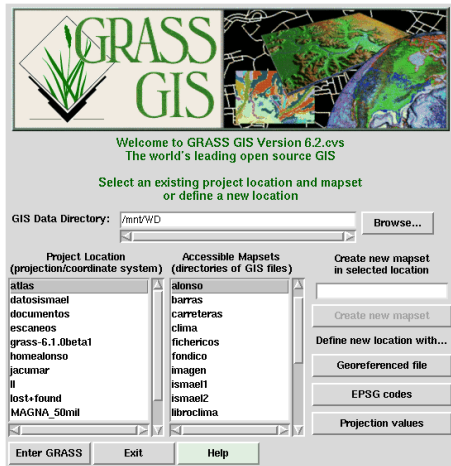 GRASS
GIS
Welcome to GRASS GIS Version 6.2.cvs
The world's leading open source GIS
Select an existing project location and mapset
or define a new location
GIS Data Directory:
/mnt/WD
Browse...
Project Location
(projection/coordinate system)
atlas
datosismael
documentos
escaneos
grass-6.1.0beta1
homealonso
jacumar
ll
lost+found
MAGNA_50mil
Accessible Mapsets
(directories of GIS files)
alonso
barras
carreteras
clima
fichericos
fondico
imagen
ismael1
ismael2
libroclima
Create new mapset
in selected location
Create new mapset
Define new location with...
Georeferenced file
EPSG codes
Projection values
Enter GRASS
Exit
Help